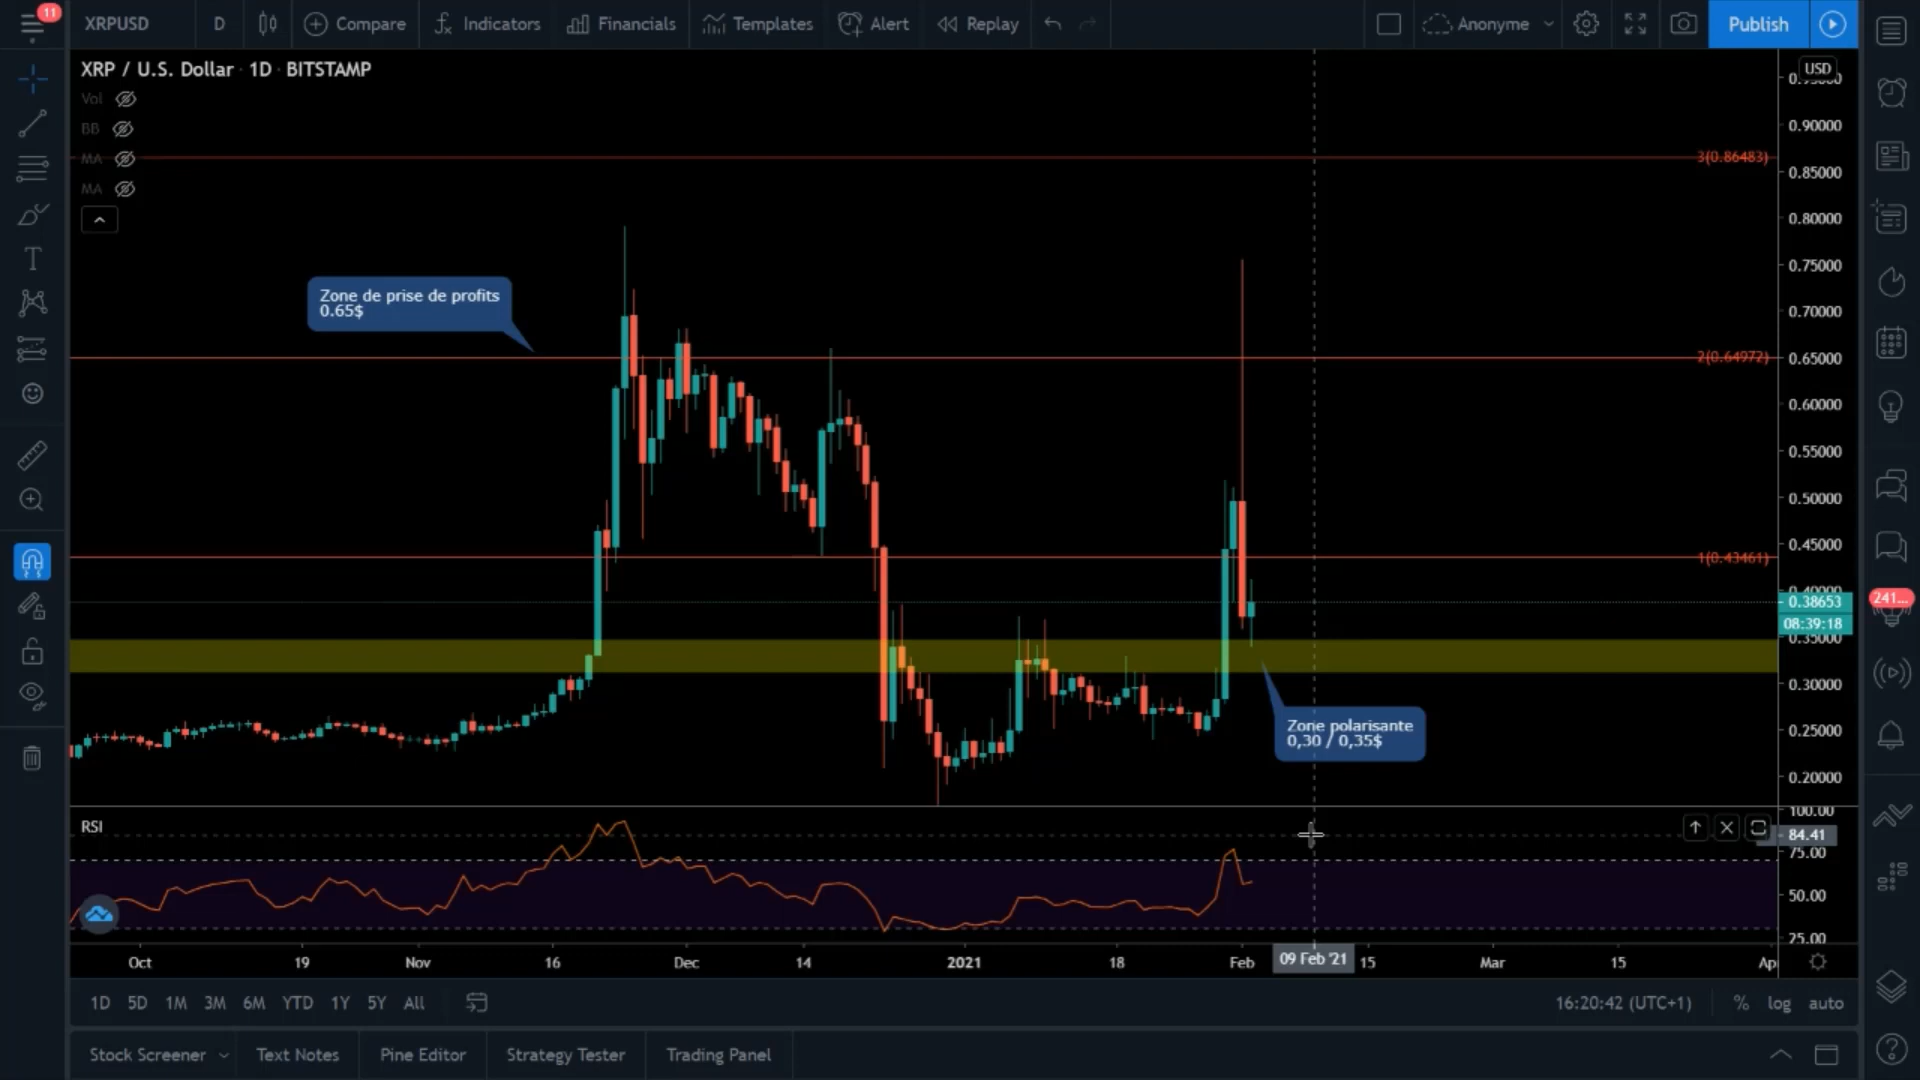 11
XRPUSD
D
Compare
Indicators
Financials
Templates
Alert
Replay
Anonyme
Publish
XRP / U.S. Dollar · 1D · BITSTAMP
USD
Vol
BB
MA
MA
0.90000
3(0.86483)
0.85000
0.80000
0.75000
Zone de prise de profits
0.65$
0.70000
2(0.64972)
0.65000
0.60000
0.55000
0.50000
0.45000
1(0.43461)
0.40000
0.38653
241...
08:39:18
0.35000
0.30000
Zone polarisante
0,30 / 0,35$
0.25000
0.20000
100.00
RSI
84.41
75.00
50.00
25.00
Oct
19
Nov
16
Dec
14
2021
18
Feb
09 Feb '21
15
Mar
15
Ap
1D
5D
1M
3M
6M
YTD
1Y
5Y
All
16:20:42 (UTC+1)
%
log
auto
Stock Screener
Text Notes
Pine Editor
Strategy Tester
Trading Panel